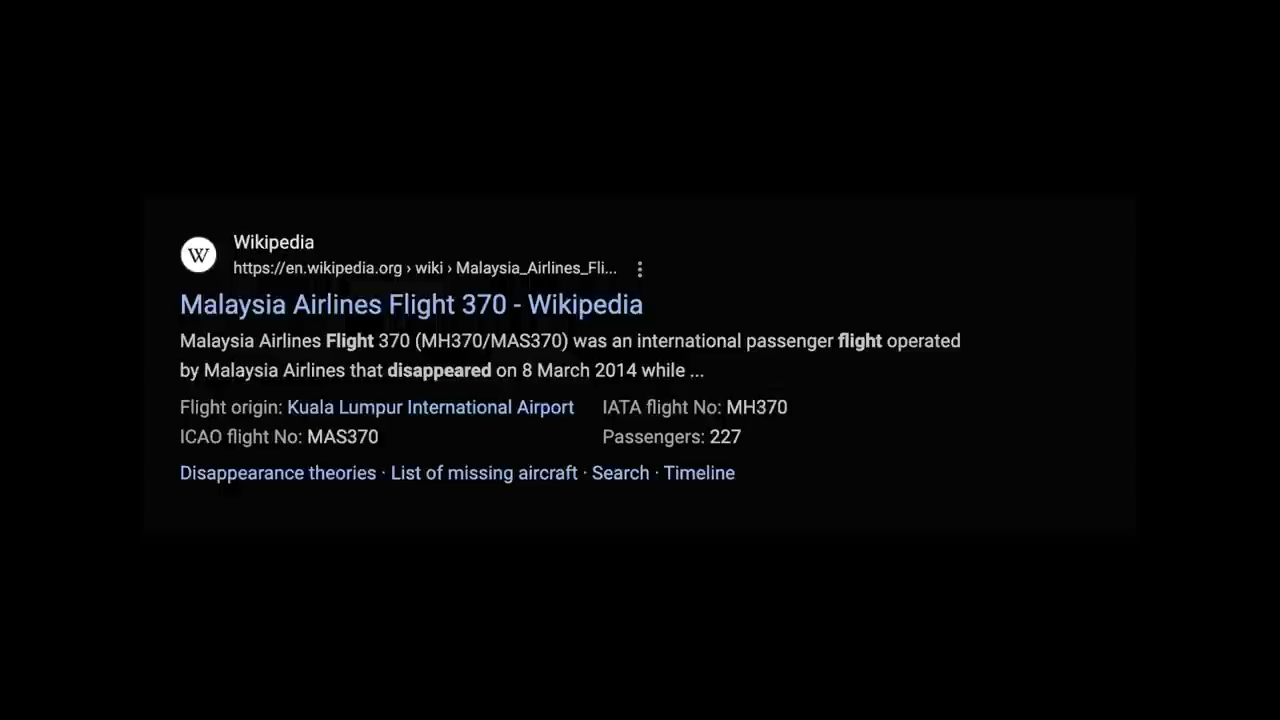 W
Wikipedia
https://en.wikipedia.org › wiki › Malaysia_Airlines_Fli...
Malaysia Airlines Flight 370 - Wikipedia
Malaysia Airlines Flight 370 (MH370/MAS370) was an international passenger flight operated
by Malaysia Airlines that disappeared on 8 March 2014 while ...
Flight origin: Kuala Lumpur International Airport IATA flight No: MH370
ICAO flight No: MAS370 Passengers: 227
Disappearance theories · List of missing aircraft · Search · Timeline